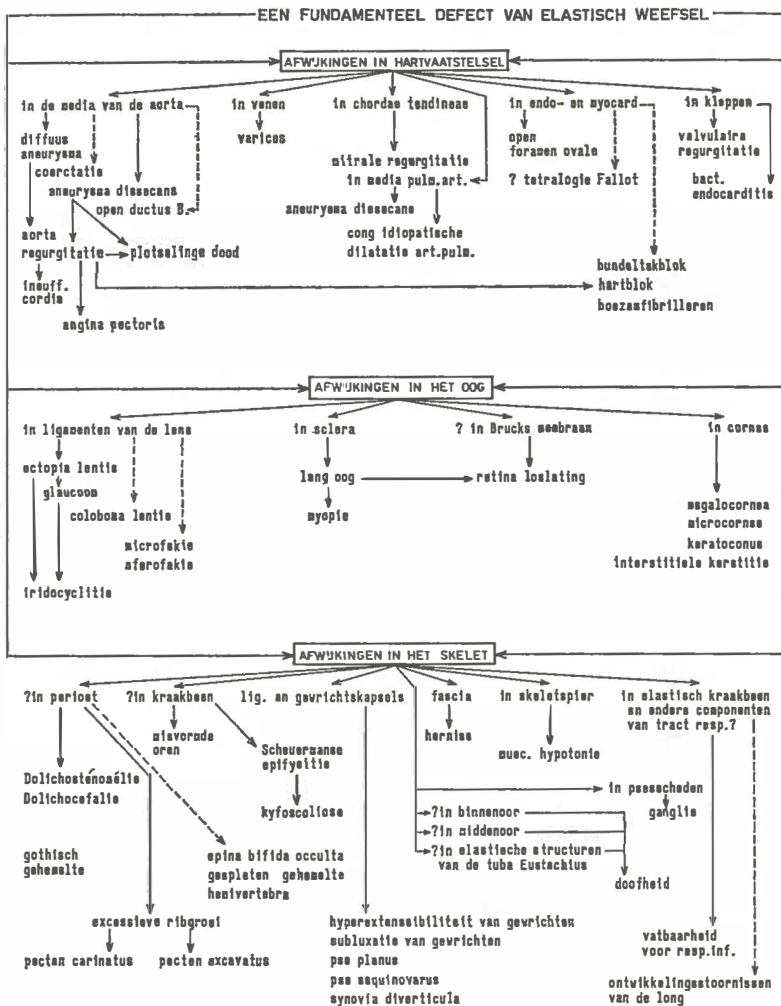 EEN FUNDAMENTEEL DEFECT VAN ELASTISCH WEEFSEL
AFWIJKINGEN IN HARTVAATSTELSEL
in de media van de aorta
in venen
in chordae tendineae
in endo- en myocard
in kleppen
diffuus
aneurysma
coerctatie
aneurysma dissecans
open ductus B.
varices
mitrale regurgitatie
in media pulm.art.
aneurysma dissecans
cong idiopatische
dilatatie art.pulm.
open
foramen ovale
? tetralogie Fallot
valvulaire
regurgitatie
bact.
endocarditis
aorta
regurgitatie
plotselinge dood
insuff.
cordis
angina pectoris
bundeltakblok
hartblok
boezemfibrilleren
AFWIJKINGEN IN HET OOG
in ligamenten van de lens
in sclera
? in Brucks membraan
in cornea
ectopia lentis
glaucoom
coloboma lentis
microfakie
sferofakie
iridocyclitis
lang oog
myopie
retina loslating
megalocornea
microcornea
keratoconus
interstitiele keratitis
AFWIJKINGEN IN HET SKELET
?in periost
?in kraakbeen
lig. en gewrichtskapsels
fascia
in skeletspier
in elastisch kraakbeen
en andere componenten
van tract resp.?
misvormde
oren
Scheuermanse
epifysitis
kyfoscoliose
hernias
musc. hypotonie
Dolichostenomélie
Dolichocefalie
gothisch
gehemelte
spina bifida occulta
gespleten gehemelte
hemivertebra
in peesscheden
ganglia
?in binnenoor
?in middenoor
?in elastische structuren
van de tuba Eustachius
doofheid
excessieve ribgroei
pecten carinatus
pecten excavatus
hyperextensibiliteit van gewrichten
subluxatie van gewrichten
pes planus
pes equinovarus
synovia diverticula
vatbaarheid
voor resp.inf.
ontwikkelingsstoornissen
van de long